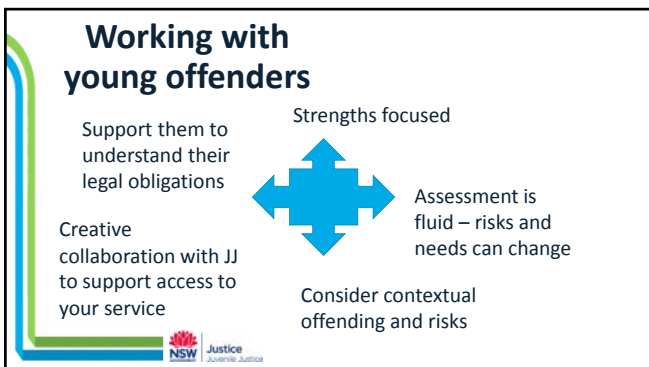 Working with
young offenders
Strengths focused
Support them to
understand their
legal obligations
Assessment is
fluid – risks and
needs can change
Creative
collaboration with JJ
to support access to
your service
Consider contextual
offending and risks
NSW
GOVERNMENT
Justice
Juvenile Justice